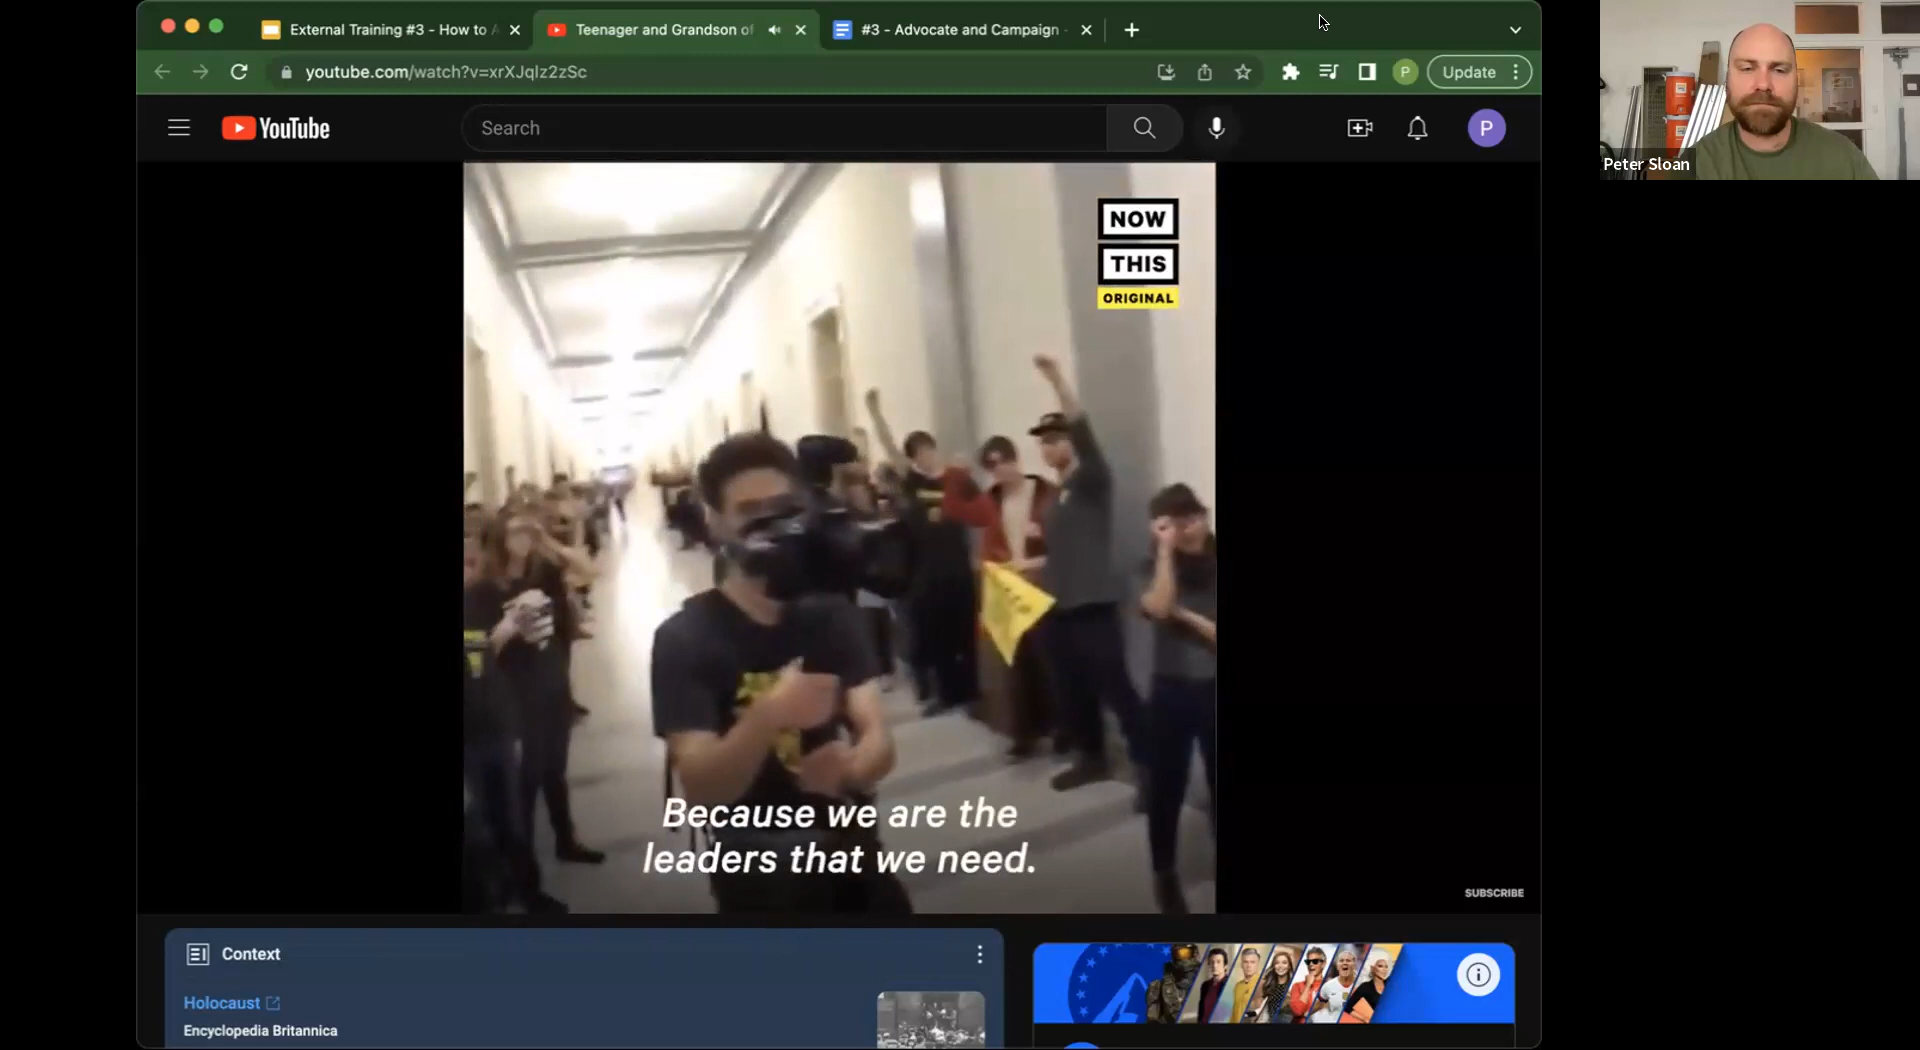 External Training #3 - How to A
Teenager and Grandson of
#3 - Advocate and Campaign -
youtube.com/watch?v=xrXJqIz2zSc
P
Update
YouTube
Search
P
NOW
THIS
ORIGINAL
Because we are the
leaders that we need.
SUBSCRIBE
Context
Holocaust
Encyclopedia Britannica
Peter Sloan